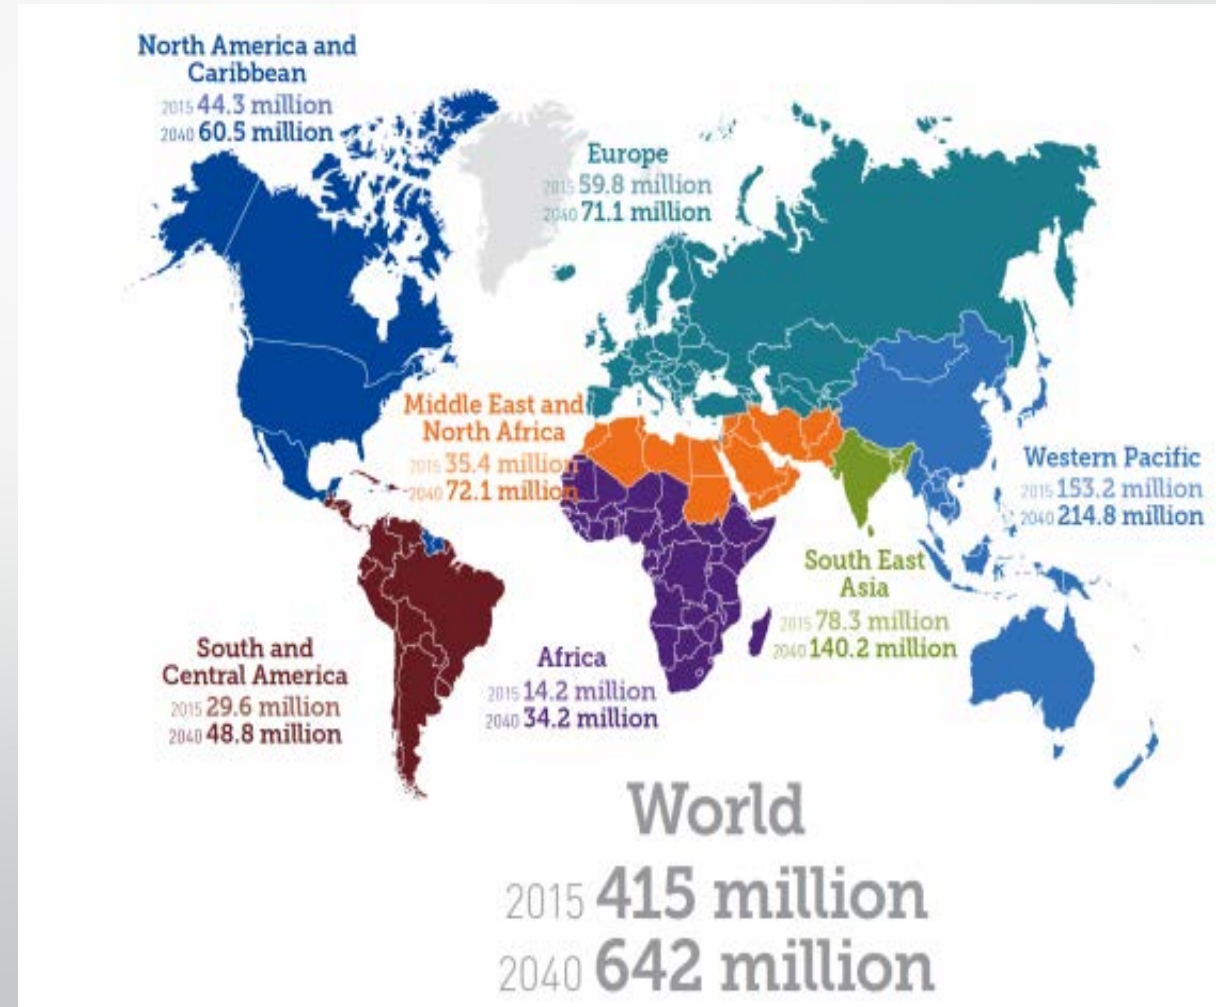 North America and
Caribbean
2015 44.3 million
2040 60.5 million
Europe
2015 59.8 million
2040 71.1 million
Middle East and
North Africa
2015 35.4 million
2040 72.1 million
Western Pacific
2015 153.2 million
2040 214.8 million
South East
Asia
2015 78.3 million
2040 140.2 million
South and
Central America
2015 29.6 million
2040 48.8 million
Africa
2015 14.2 million
2040 34.2 million
World
2015 415 million
2040 642 million